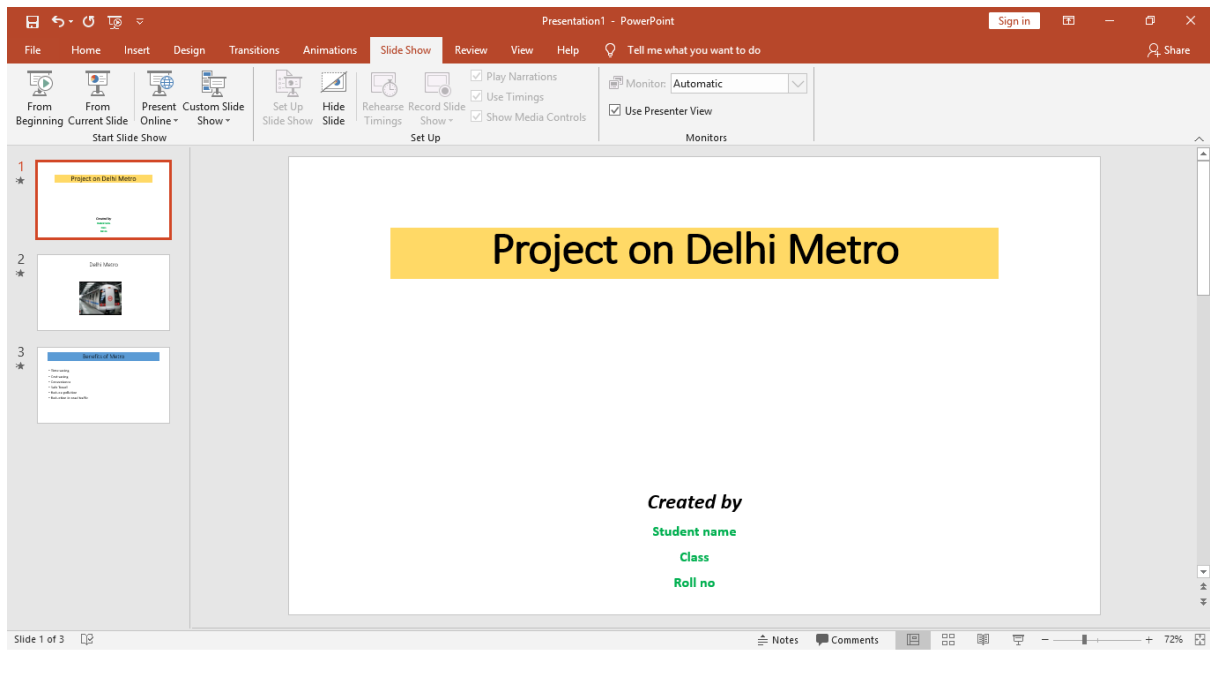 Presentation1 - PowerPoint
Sign in
File Home Insert Design Transitions Animations Slide Show Review View Help Tell me what you want to do
Share
From Beginning
From Current Slide
Present Online
Custom Slide Show
Start Slide Show
Set Up Slide Show
Hide Slide
Rehearse Timings
Record Slide Show
Play Narrations
Use Timings
Show Media Controls
Set Up
Monitor: Automatic
Use Presenter View
Monitors
1
Project on Delhi Metro
Created by
2
Delhi Metro
3
Benefits of Metro
Project on Delhi Metro
Created by
Student name
Class
Roll no
Slide 1 of 3
Notes
Comments
72%